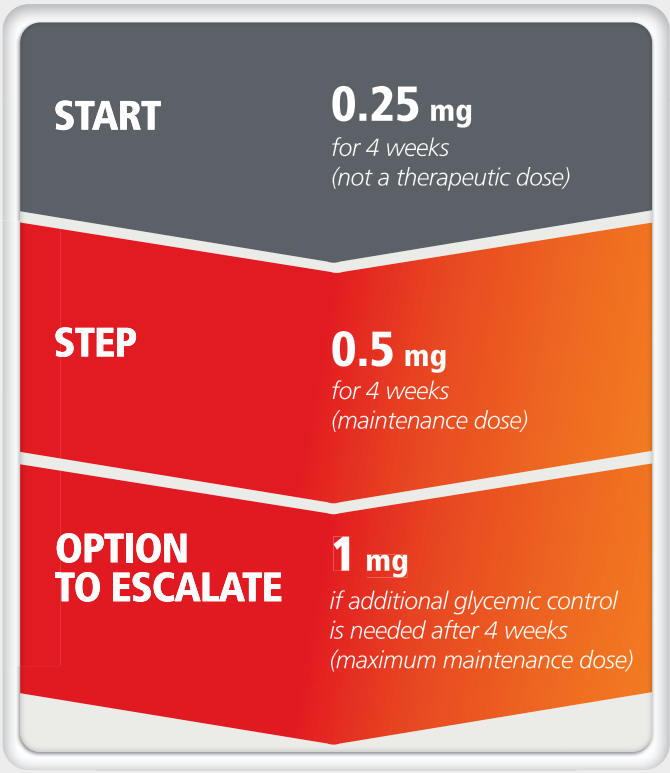 START
0.25 mg
for 4 weeks
(not a therapeutic dose)
STEP
0.5 mg
for 4 weeks
(maintenance dose)
OPTION
TO ESCALATE
1 mg
if additional glycemic control
is needed after 4 weeks
(maximum maintenance dose)